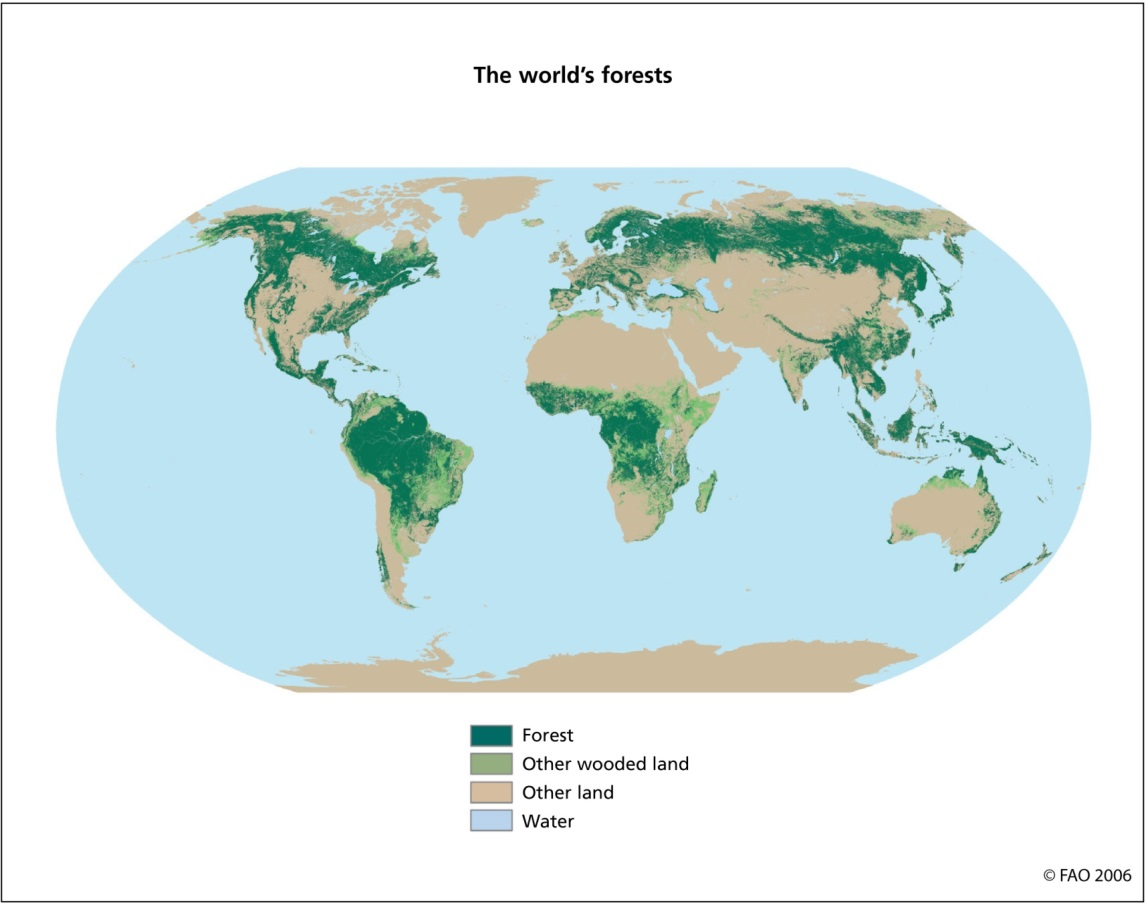 The world's forests
Forest
Other wooded land
Other land
Water
© FAO 2006